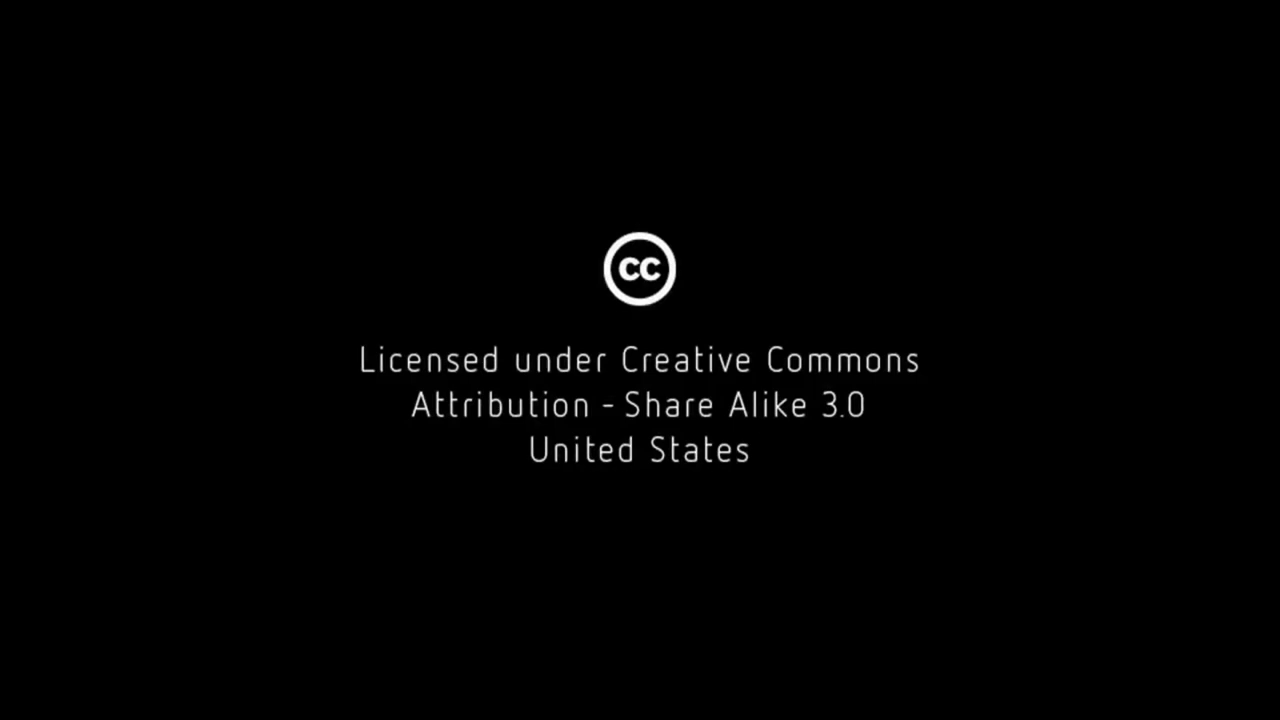 cc
Licensed under Creative Commons
Attribution - Share Alike 3.0
United States